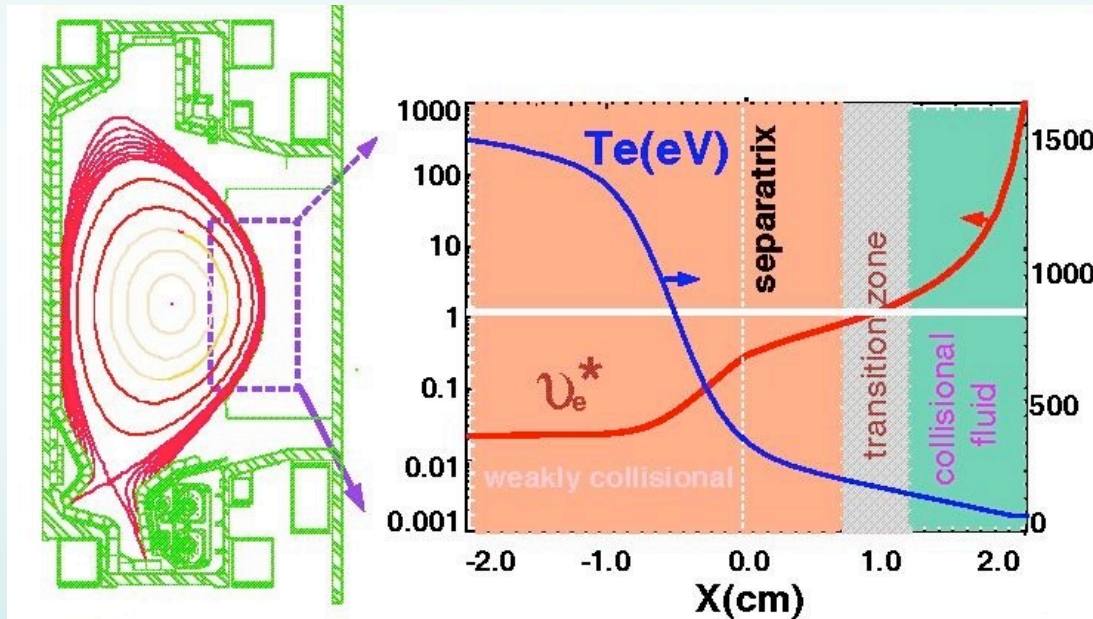 1000
100
10
1
0.1
0.01
0.001
Te(eV)
separatrix
transition zone
collisional
fluid
υe*
weakly collisional
1500
1000
500
0
-2.0 -1.0 0.0 1.0 2.0
X(cm)